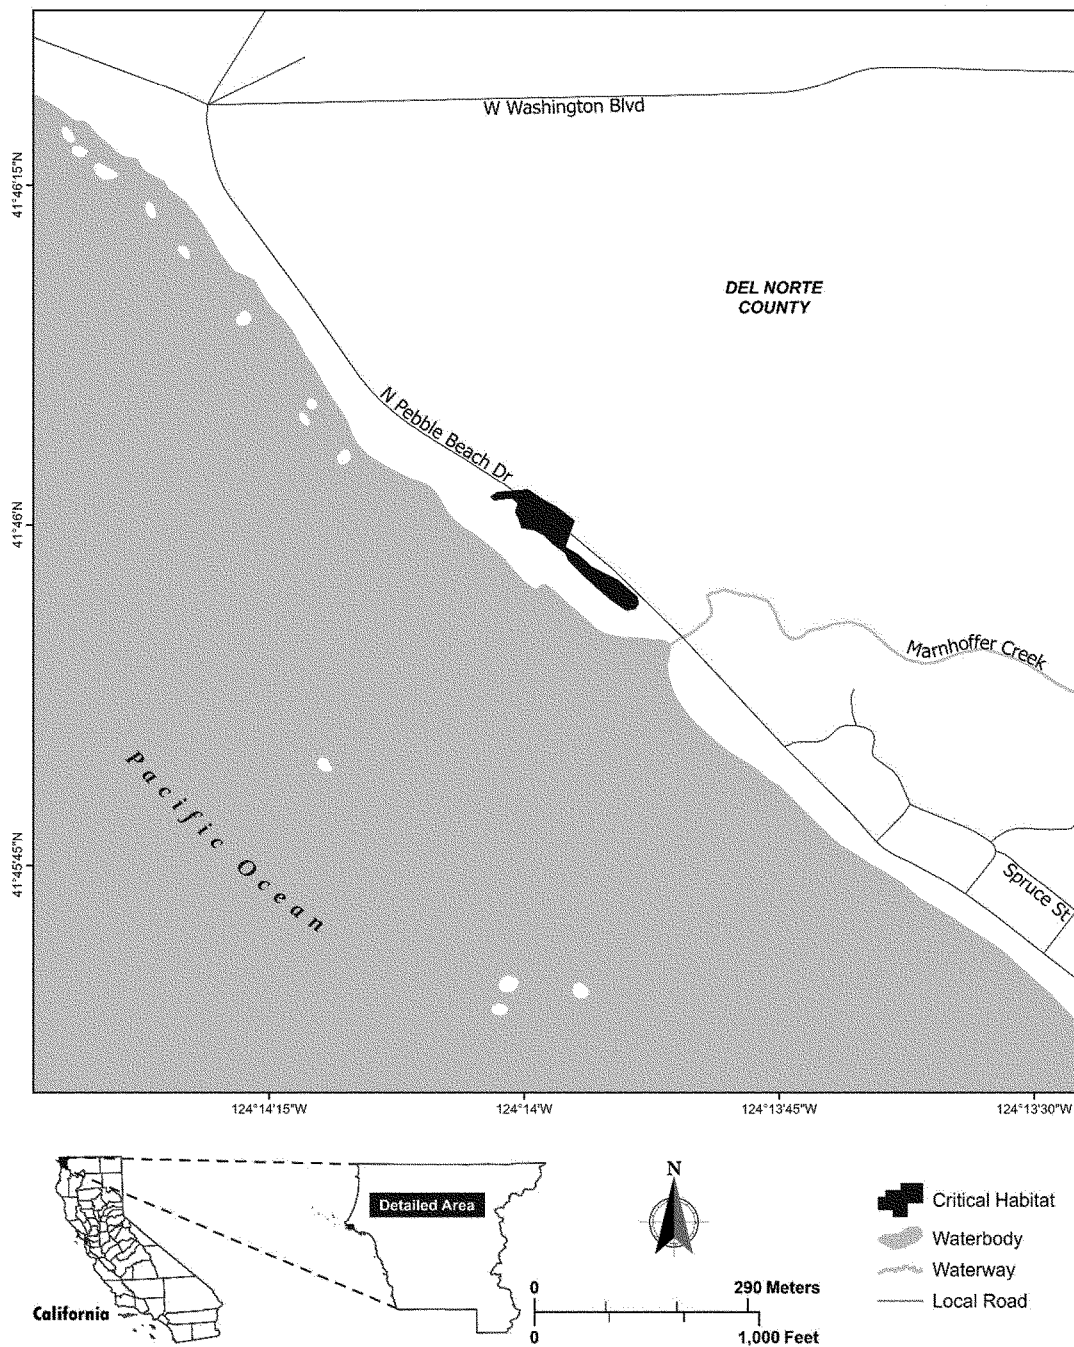 W Washington Blvd
41°46'15"N
DEL NORTE
COUNTY
N Pebble Beach Dr
41°46'N
Marnhoffer Creek
Pacific Ocean
41°45'45"N
Spruce St
124°14'15"W
124°14'W
124°13'45"W
124°13'30"W
N
Detailed Area
California
0
290 Meters
0
1,000 Feet
Critical Habitat
Waterbody
Waterway
Local Road